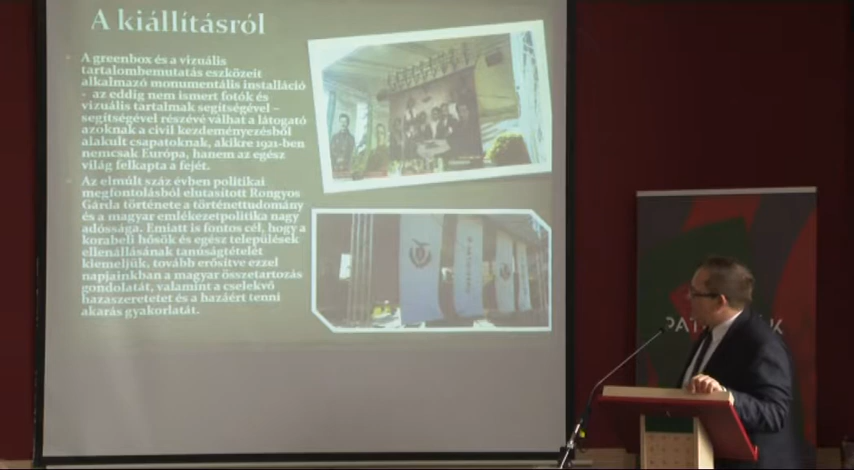 A kiállításról
A greenbox és a vizuális
tartalombemutatás eszközeit
alkalmazó monumentális installáció
- az eddig nem ismert fotók és
vizuális tartalmak segítségével –
segítségével részévé válhat a látogató
azoknak a civil kezdeményezésből
alakult csapatoknak, akikre 1921-ben
nemcsak Európa, hanem az egész
világ felkapta a fejét.
Az elmúlt száz évben politikai
megfontolásból elutasított Rongyos
Gárda története a történettudomány
és a magyar emlékezetpolitika nagy
adóssága. Emiatt is fontos cél, hogy a
korabeli hősök és egész települések
ellenállásának tanúságtételét
kiemeljük, tovább erősítve ezzel
napjainkban a magyar összetartozás
gondolatát, valamint a cselekvő
hazaszeretetet és a hazáért tenni
akarás gyakorlatát.